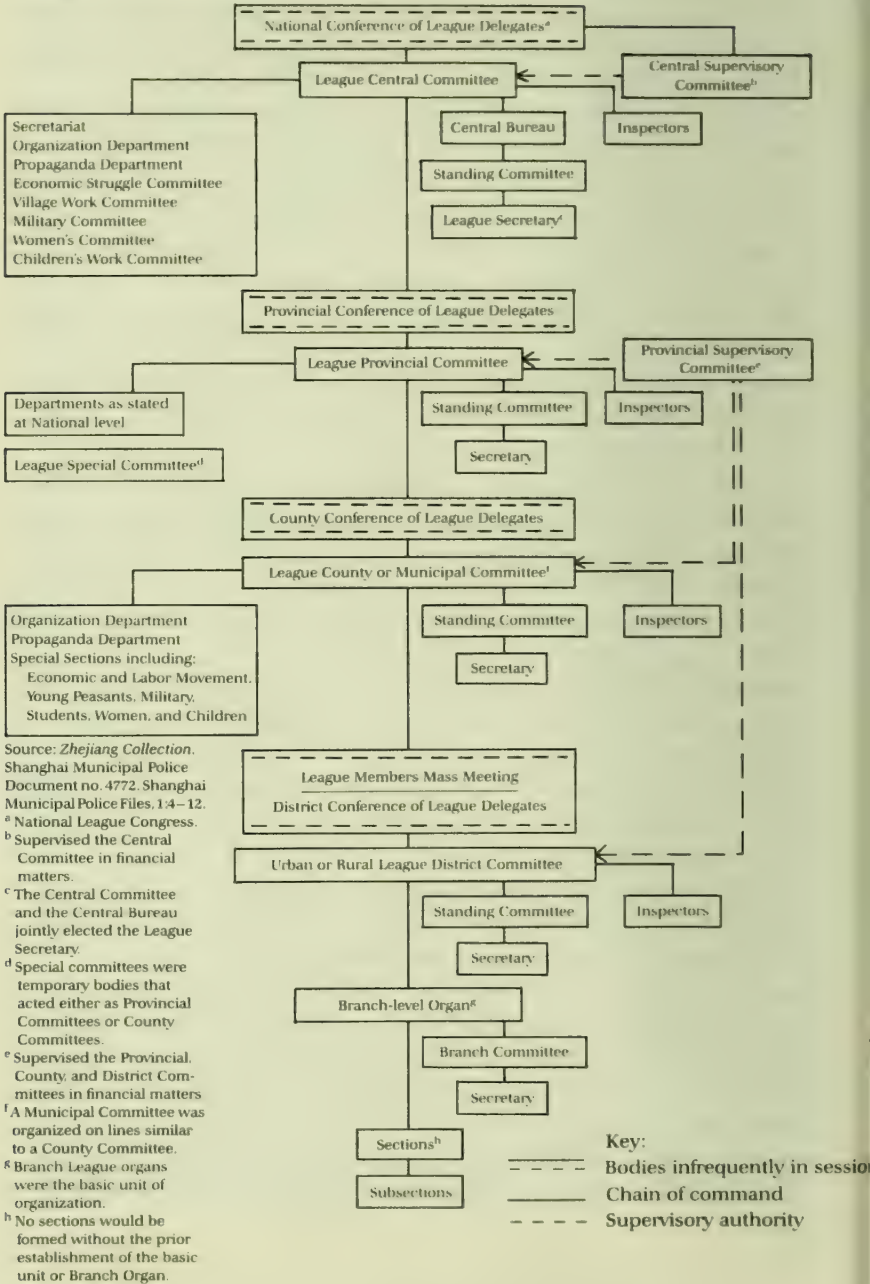 National Conference of League Delegatesᵃ
League Central Committee
Central Supervisory
Committeeᵇ
Secretariat
Organization Department
Propaganda Department
Economic Struggle Committee
Village Work Committee
Military Committee
Women's Committee
Children's Work Committee
Central Bureau
Inspectors
Standing Committee
League Secretaryᶜ
Provincial Conference of League Delegates
League Provincial Committee
Provincial Supervisory
Committeeᵉ
Departments as stated
at National level
Standing Committee
Inspectors
League Special Committeeᵈ
Secretary
County Conference of League Delegates
League County or Municipal Committeeᶠ
Organization Department
Propaganda Department
Special Sections including:
Economic and Labor Movement,
Young Peasants, Military,
Students, Women, and Children
Standing Committee
Inspectors
Secretary
League Members Mass Meeting
District Conference of League Delegates
Urban or Rural League District Committee
Standing Committee
Inspectors
Secretary
Branch-level Organᵍ
Branch Committee
Secretary
Sectionsʰ
Subsections
Source: Zhejiang Collection.
Shanghai Municipal Police
Document no. 4772. Shanghai
Municipal Police Files, 1:4–12.
ᵃ National League Congress.
ᵇ Supervised the Central
Committee in financial
matters.
ᶜ The Central Committee
and the Central Bureau
jointly elected the League
Secretary.
ᵈ Special committees were
temporary bodies that
acted either as Provincial
Committees or County
Committees.
ᵉ Supervised the Provincial,
County, and District Com-
mittees in financial matters
ᶠ A Municipal Committee was
organized on lines similar
to a County Committee.
ᵍ Branch League organs
were the basic unit of
organization.
ʰ No sections would be
formed without the prior
establishment of the basic
unit or Branch Organ.
Key:
Bodies infrequently in sessio
Chain of command
Supervisory authority